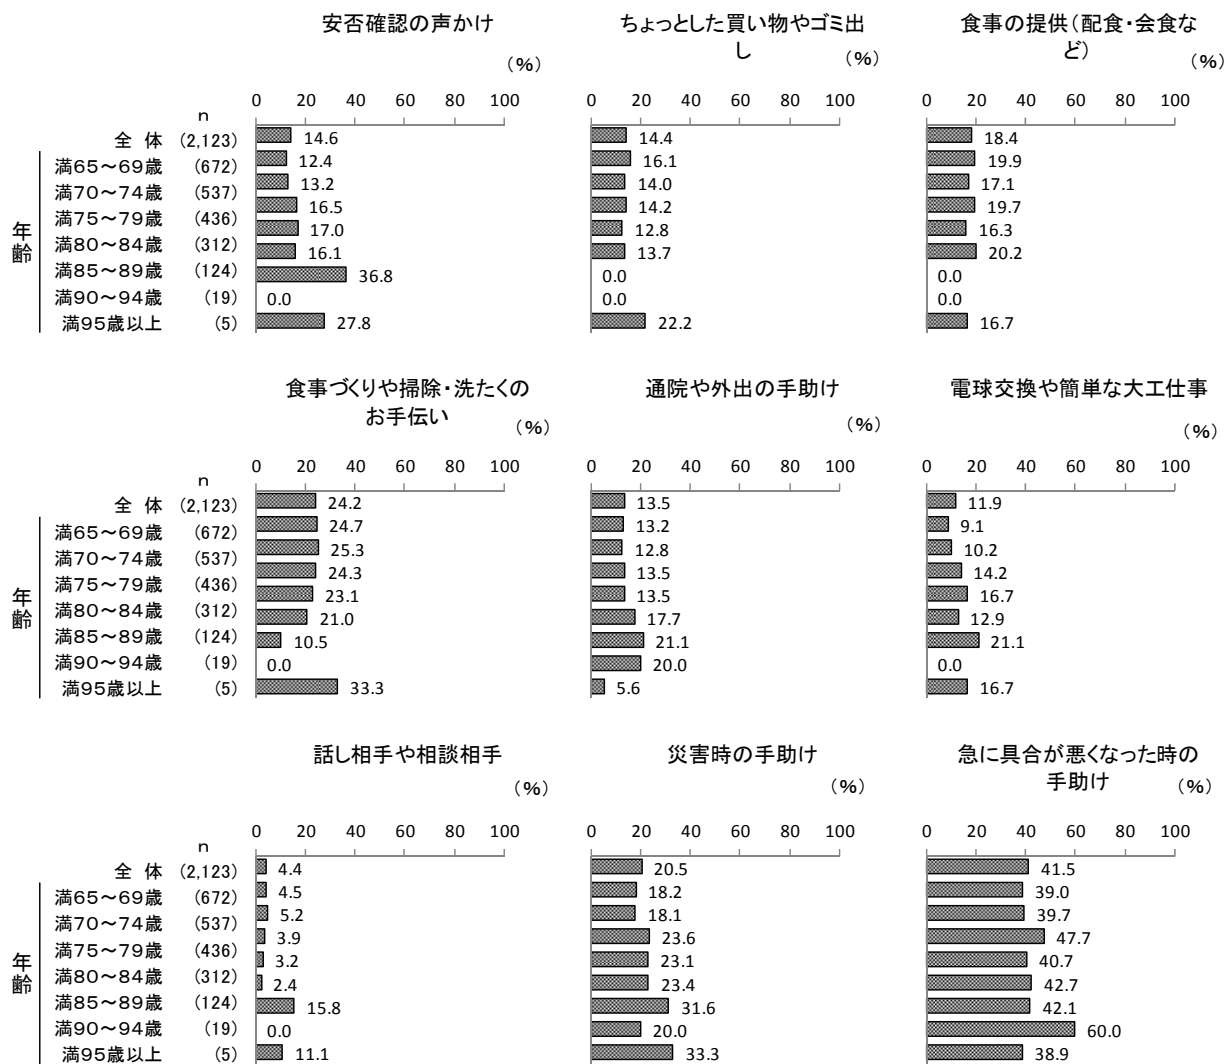 安否確認の声かけ
(%)
ちょっとした買い物やゴミ出
し
(%)
食事の提供(配食・会食な
ど)
(%)
0 20 40 60 80 100
0 20 40 60 80 100
0 20 40 60 80 100
n
全 体 (2,123) 14.6 14.4 18.4
満65～69歳 (672) 12.4 16.1 19.9
満70～74歳 (537) 13.2 14.0 17.1
満75～79歳 (436) 16.5 14.2 19.7
満80～84歳 (312) 17.0 12.8 16.3
満85～89歳 (124) 16.1 13.7 20.2
満90～94歳 (19) 36.8 0.0 0.0
満95歳以上 (5) 0.0 0.0 0.0
27.8 22.2 16.7
年齢
食事づくりや掃除・洗たくの
お手伝い
(%)
通院や外出の手助け
(%)
電球交換や簡単な大工仕事
(%)
0 20 40 60 80 100
0 20 40 60 80 100
0 20 40 60 80 100
n
全 体 (2,123) 24.2 13.5 11.9
満65～69歳 (672) 24.7 13.2 9.1
満70～74歳 (537) 25.3 12.8 10.2
満75～79歳 (436) 24.3 13.5 14.2
満80～84歳 (312) 23.1 13.5 16.7
満85～89歳 (124) 21.0 17.7 12.9
満90～94歳 (19) 10.5 21.1 21.1
満95歳以上 (5) 0.0 20.0 0.0
33.3 5.6 16.7
年齢
話し相手や相談相手
(%)
災害時の手助け
(%)
急に具合が悪くなった時の
手助け
(%)
0 20 40 60 80 100
0 20 40 60 80 100
0 20 40 60 80 100
n
全 体 (2,123) 4.4 20.5 41.5
満65～69歳 (672) 4.5 18.2 39.0
満70～74歳 (537) 5.2 18.1 39.7
満75～79歳 (436) 3.9 23.6 47.7
満80～84歳 (312) 3.2 23.1 40.7
満85～89歳 (124) 2.4 23.4 42.7
満90～94歳 (19) 15.8 31.6 42.1
満95歳以上 (5) 0.0 20.0 60.0
11.1 33.3 38.9
年齢